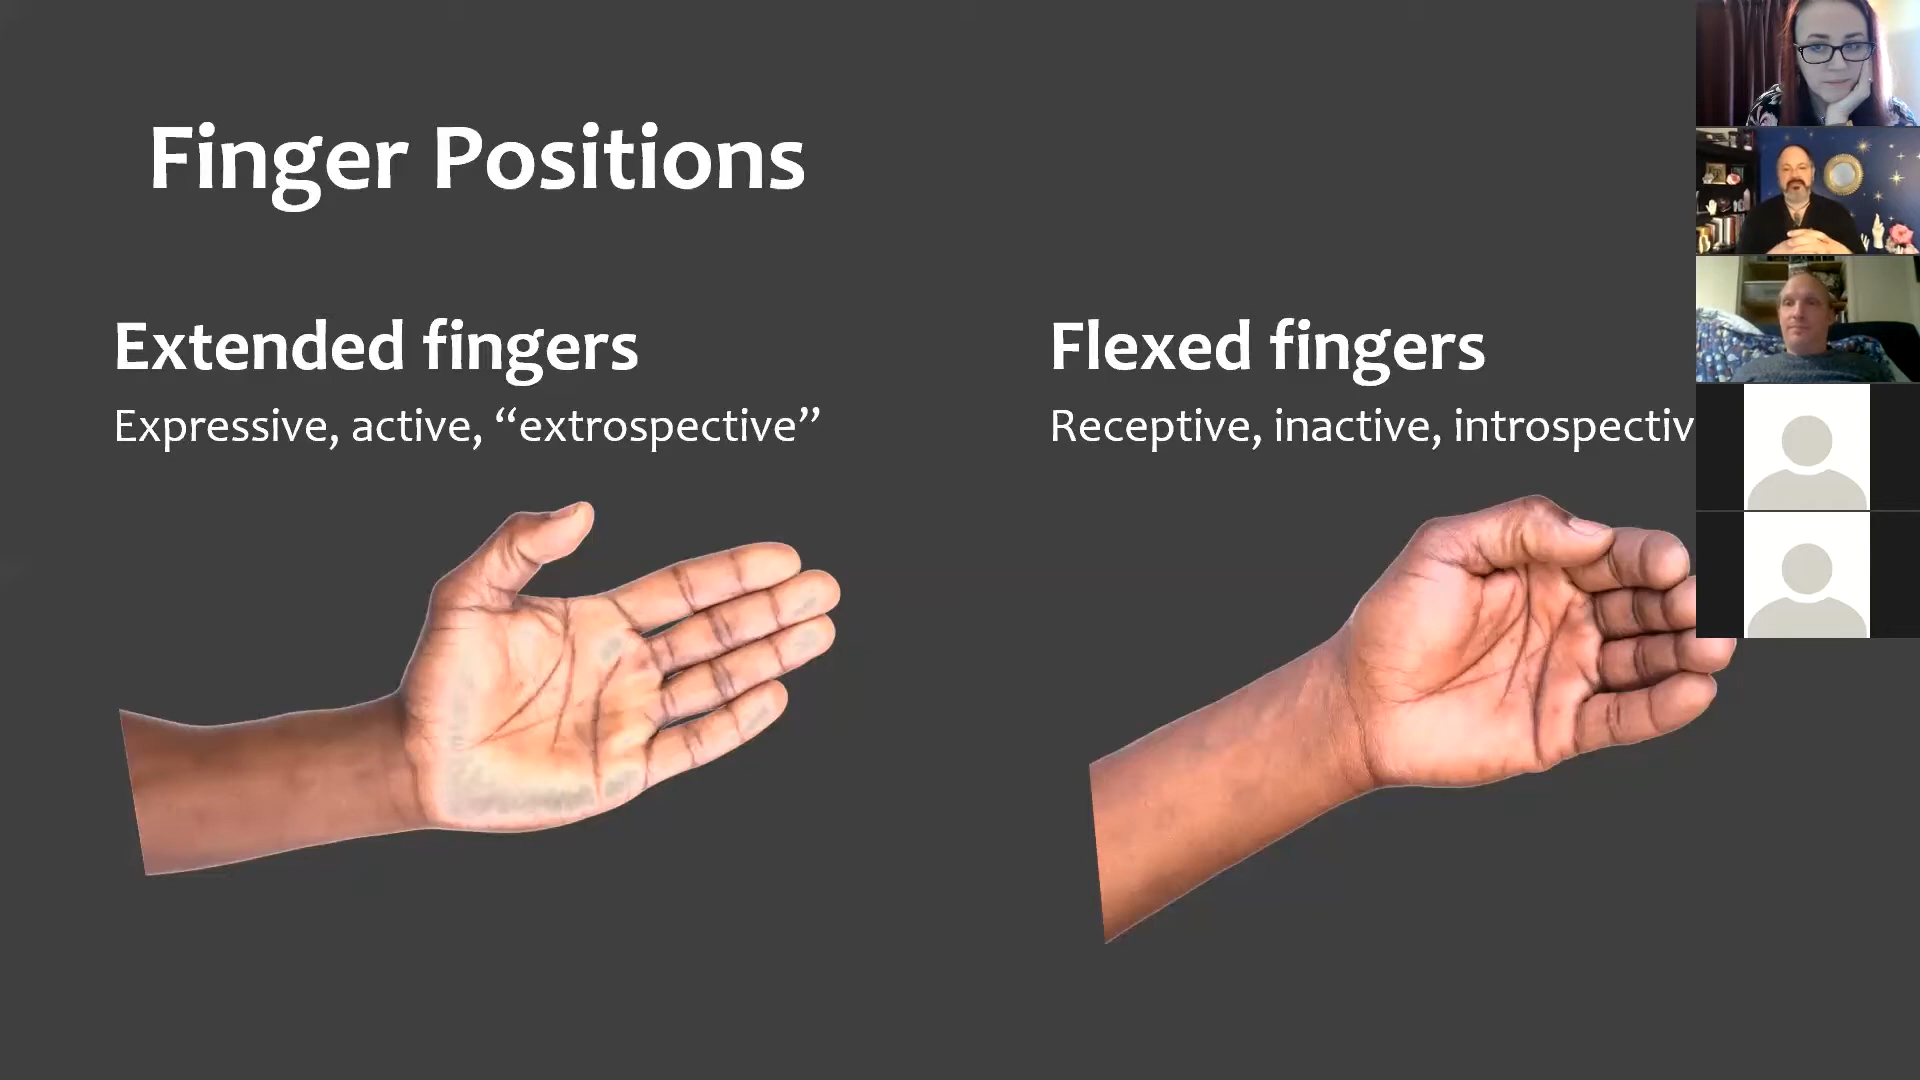 Finger Positions
Extended fingers
Expressive, active, “extrospective”
Flexed fingers
Receptive, inactive, introspectiv